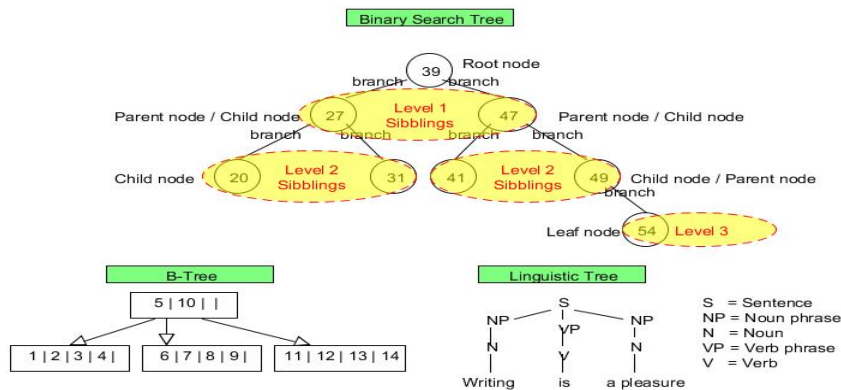 Binary Search Tree
39
Root node
branch
branch
Parent node / Child node
27
Level 1
Sibblings
47
Parent node / Child node
branch
branch
branch
branch
Child node
20
Level 2
Sibblings
31
41
Level 2
Sibblings
49
Child node / Parent node
branch
Leaf node
54
Level 3
B-Tree
5 | 10 | |
1 | 2 | 3 | 4 |
6 | 7 | 8 | 9 |
11 | 12 | 13 | 14
Linguistic Tree
S
NP
VP
NP
N
V
N
Writing
is
a pleasure
S = Sentence
NP = Noun phrase
N = Noun
VP = Verb phrase
V = Verb